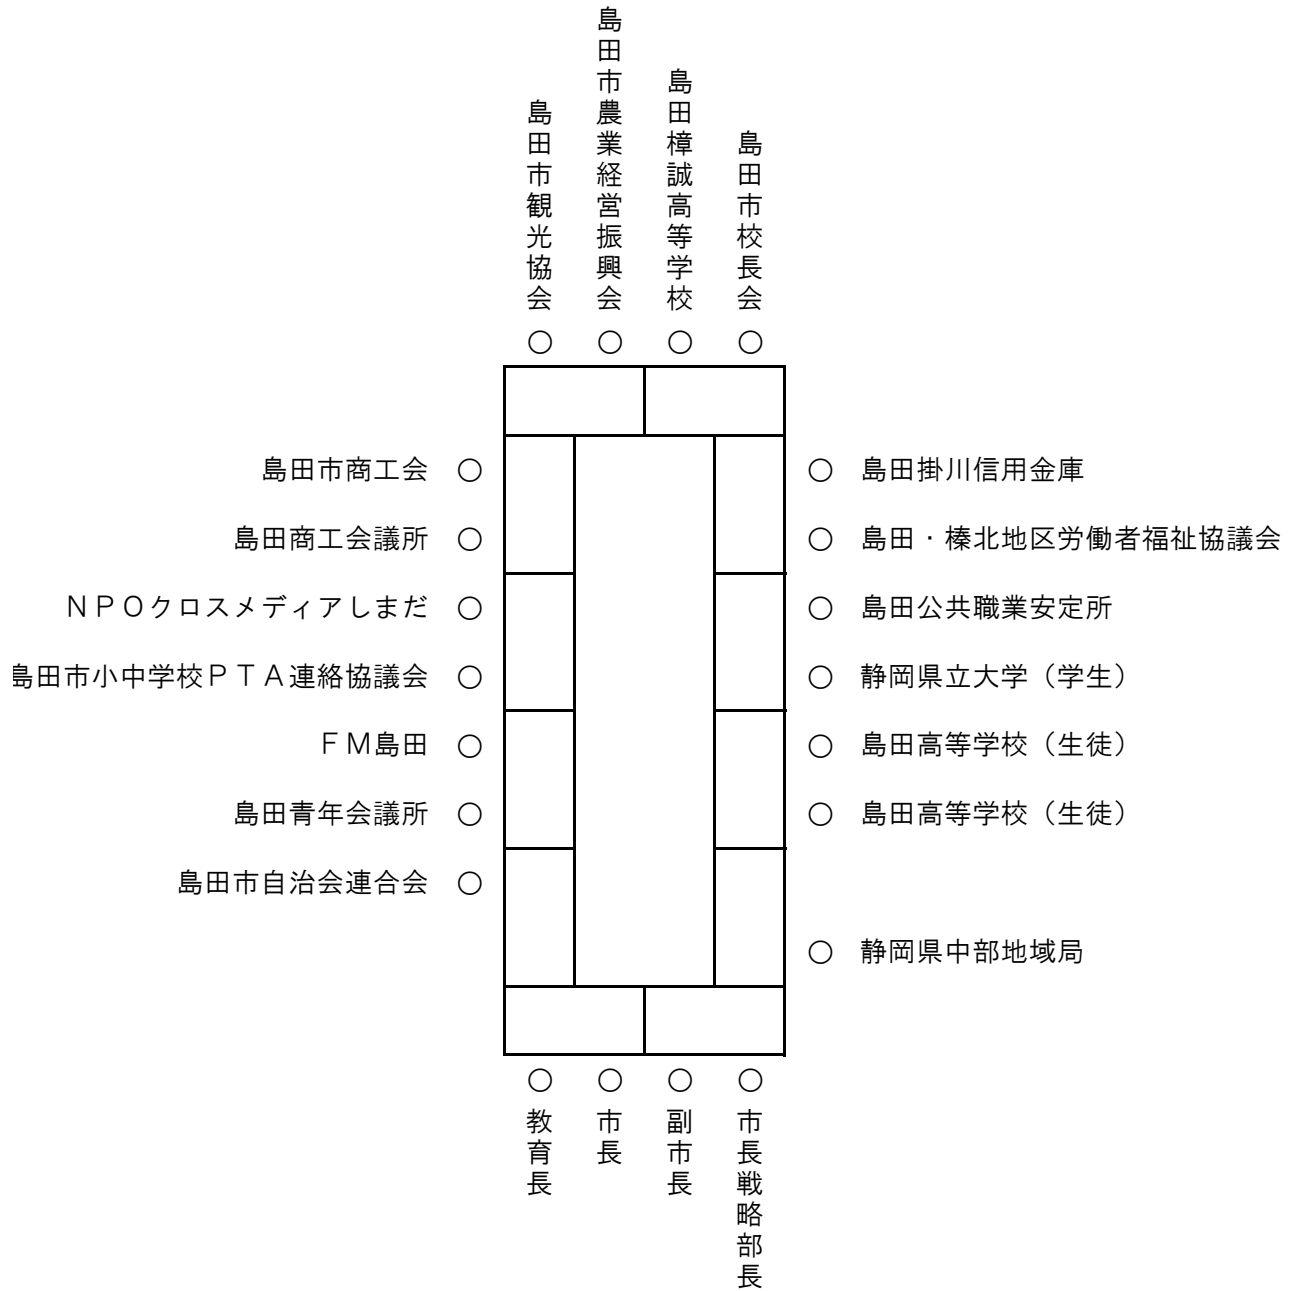 島田市観光協会
島田市農業経営振興会
島田樟誠高等学校
島田市校長会
島田市商工会
島田掛川信用金庫
島田商工会議所
島田・榛北地区労働者福祉協議会
ＮＰＯクロスメディアしまだ
島田公共職業安定所
島田市小中学校ＰＴＡ連絡協議会
静岡県立大学（学生）
ＦＭ島田
島田高等学校（生徒）
島田青年会議所
島田高等学校（生徒）
島田市自治会連合会
静岡県中部地域局
教育長
市長
副市長
市長戦略部長